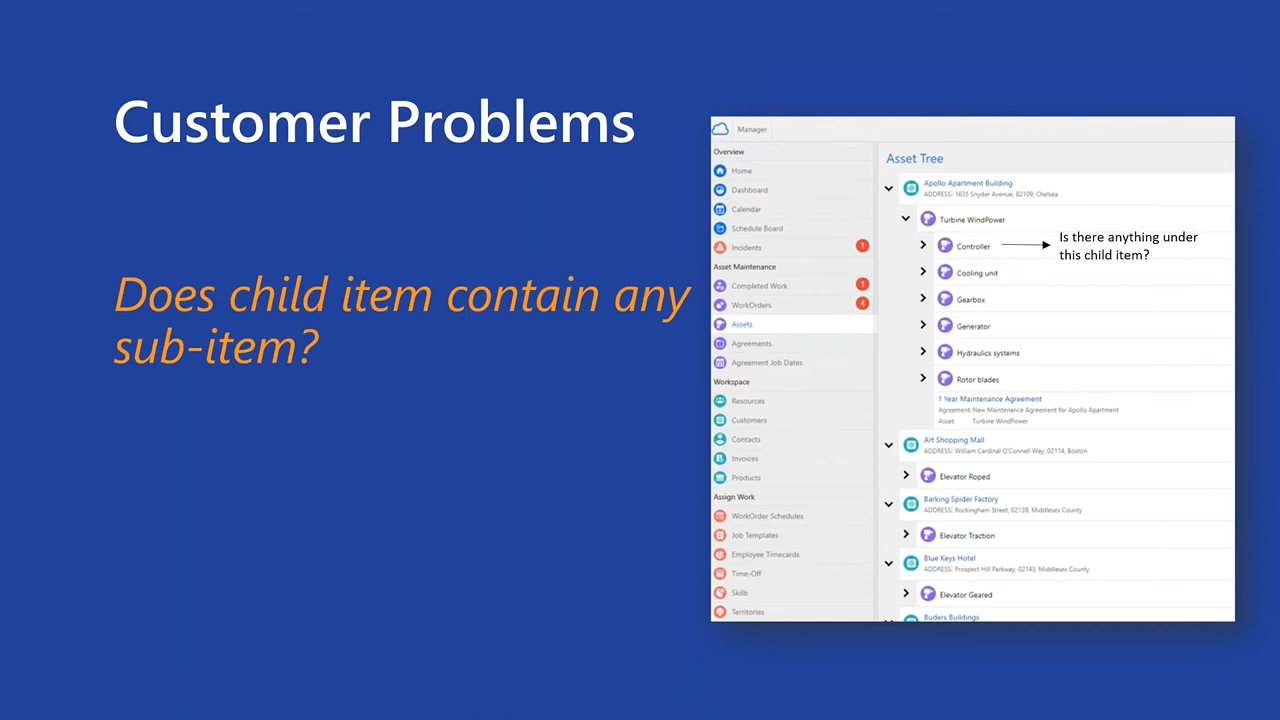 Customer Problems
Does child item contain any
sub-item?
Manager
Overview
Home
Dashboard
Calendar
Schedule Board
Incidents 1
Asset Maintenance
Completed Work 1
WorkOrders 4
Assets
Agreements
Agreement Job Dates
Workspace
Resources
Customers
Contacts
Invoices
Products
Assign Work
WorkOrder Schedules
Job Templates
Employee Timecards
Time-Off
Skills
Territories
Asset Tree
Apollo Apartment Building
ADDRESS: 1635 Snyder Avenue, 82109, Chelsea
Turbine WindPower
Controller
Is there anything under
this child item?
Cooling unit
Gearbox
Generator
Hydraulics systems
Rotor blades
1 Year Maintenance Agreement
Agreement: New Maintenance Agreement for Apollo Apartment
Asset: Turbine WindPower
Art Shopping Mall
ADDRESS: William Cardinal O'Connell Way, 02114, Boston
Elevator Roped
Barking Spider Factory
ADDRESS: Rockingham Street, 02139, Middlesex County
Elevator Traction
Blue Keys Hotel
ADDRESS: Prospect Hill Parkway, 02143, Middlesex County
Elevator Geared
Buders Buildings